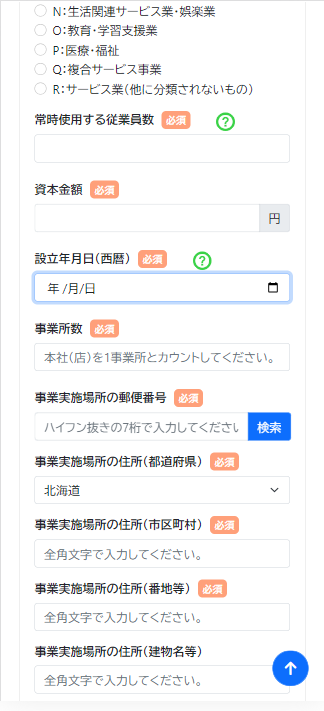 N：生活関連サービス業・娯楽業
O：教育・学習支援業
P：医療・福祉
Q：複合サービス事業
R：サービス業（他に分類されないもの）
常時使用する従業員数 必須 ?
資本金額 必須
円
設立年月日（西暦） 必須 ?
年 /月/日
事業所数 必須
本社（店）を1事業所とカウントしてください。
事業実施場所の郵便番号 必須
ハイフン抜きの7桁で入力してください 検索
事業実施場所の住所（都道府県） 必須
北海道
事業実施場所の住所（市区町村） 必須
全角文字で入力してください。
事業実施場所の住所（番地等） 必須
全角文字で入力してください。
事業実施場所の住所（建物名等）
全角文字で入力してください。